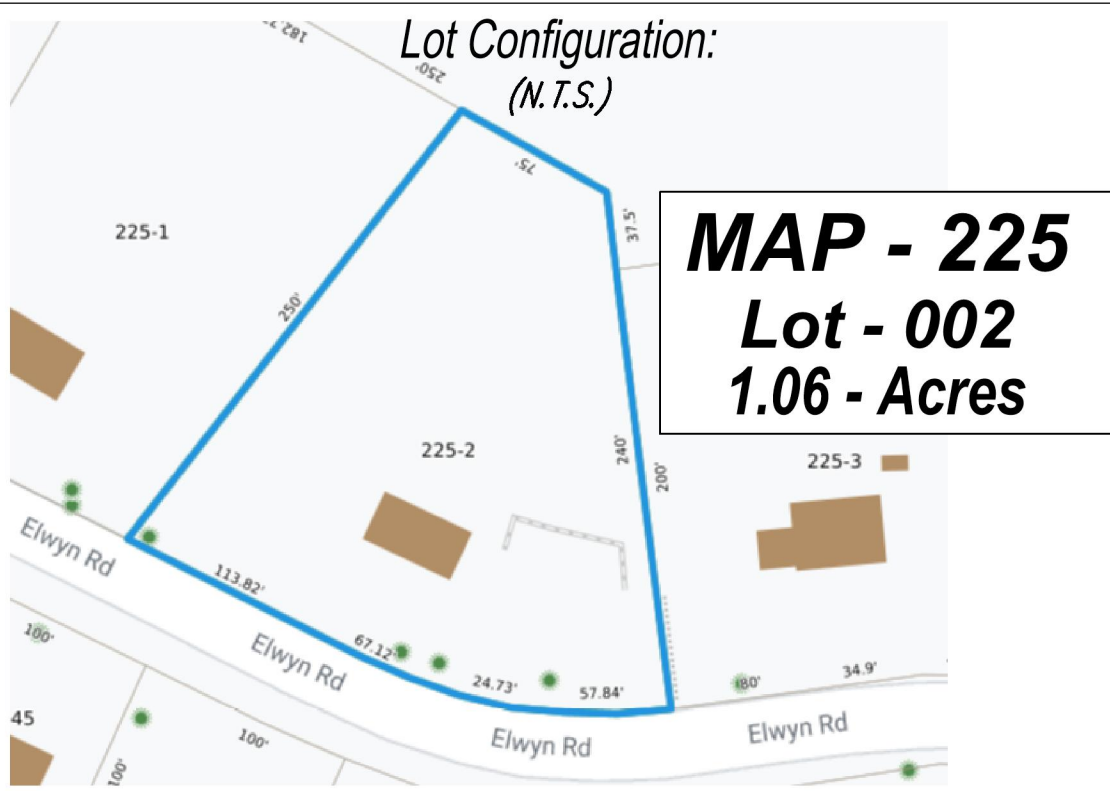 Lot Configuration:
(N.T.S.)
250'
75'
37.5'
225-1
MAP - 225
Lot - 002
1.06 - Acres
250'
225-2
240'
200'
225-3
Elwyn Rd
113.82'
67.12'
24.73'
57.84'
80'
34.9'
Elwyn Rd
Elwyn Rd
Elwyn Rd
100'
45
100'
100'